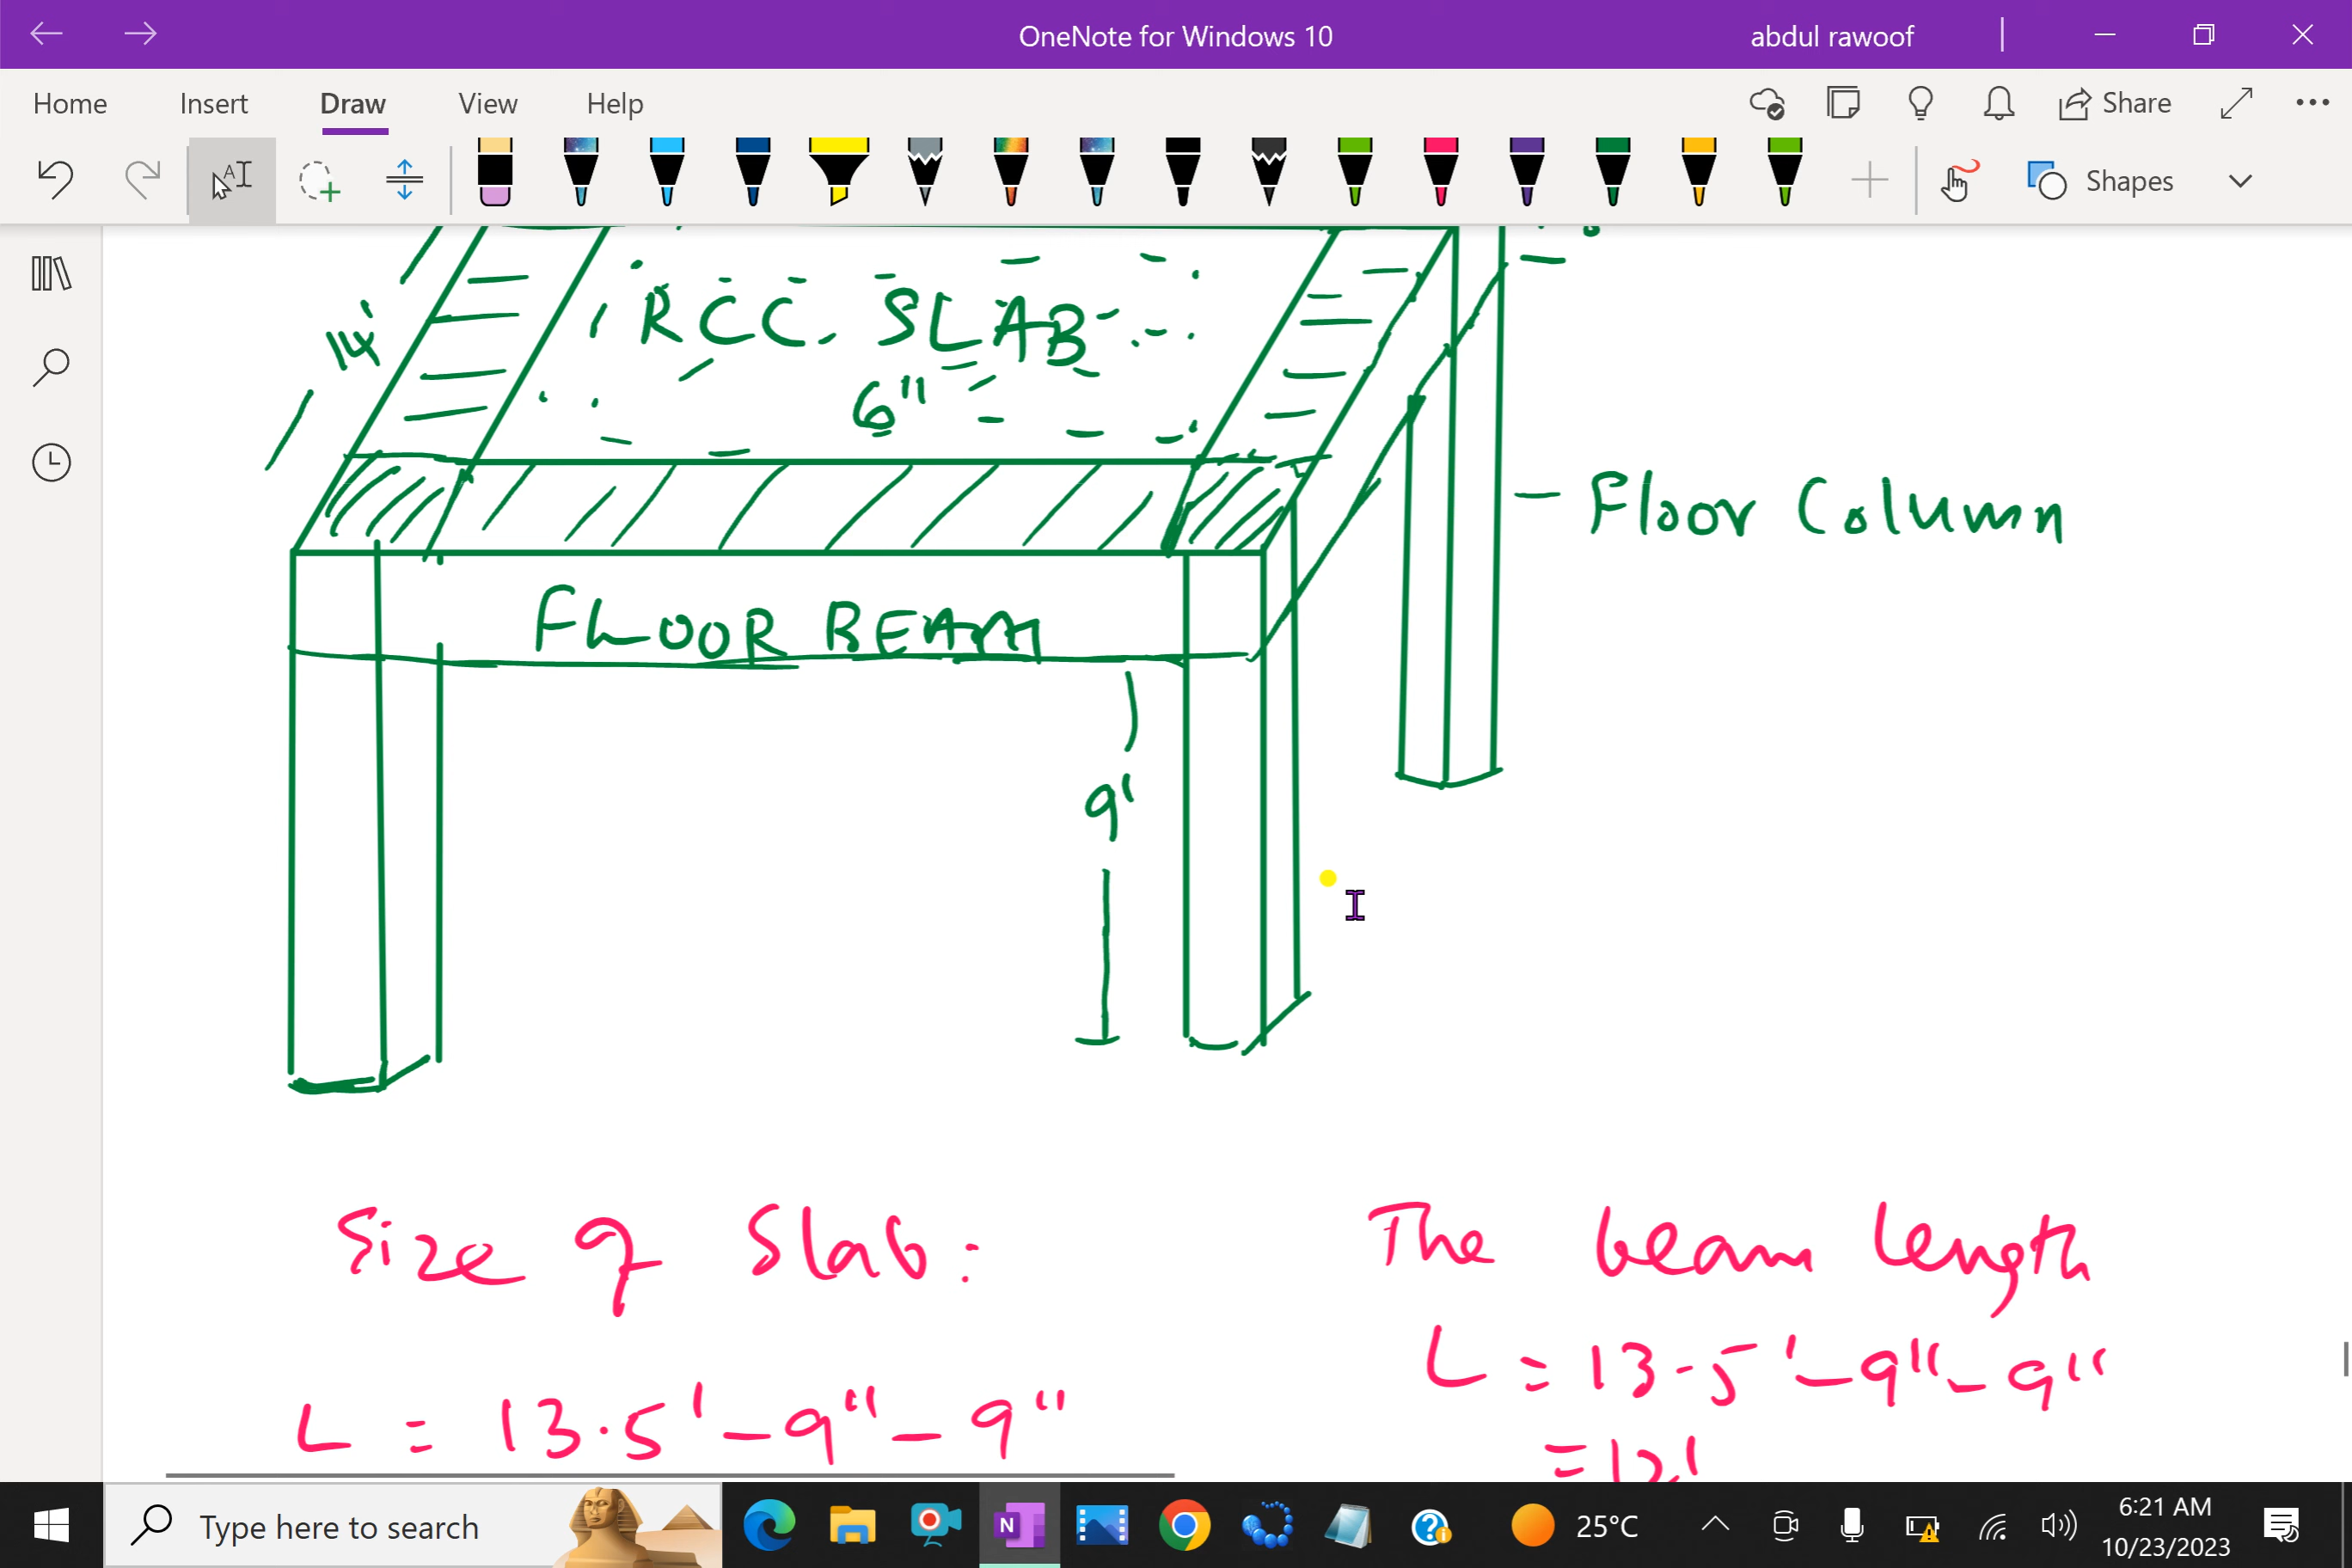 OneNote for Windows 10
abdul rawoof
Home Insert Draw View Help
Share
Shapes
14'
RCC. SLAB
6"
Floor Column
FLOOR BEAM
9'
Size of Slab:
L = 13.5' - 9" - 9"
The beam length
L = 13.5' - 9" - 9"
= 12'
Type here to search
25°C
6:21 AM
10/23/2023